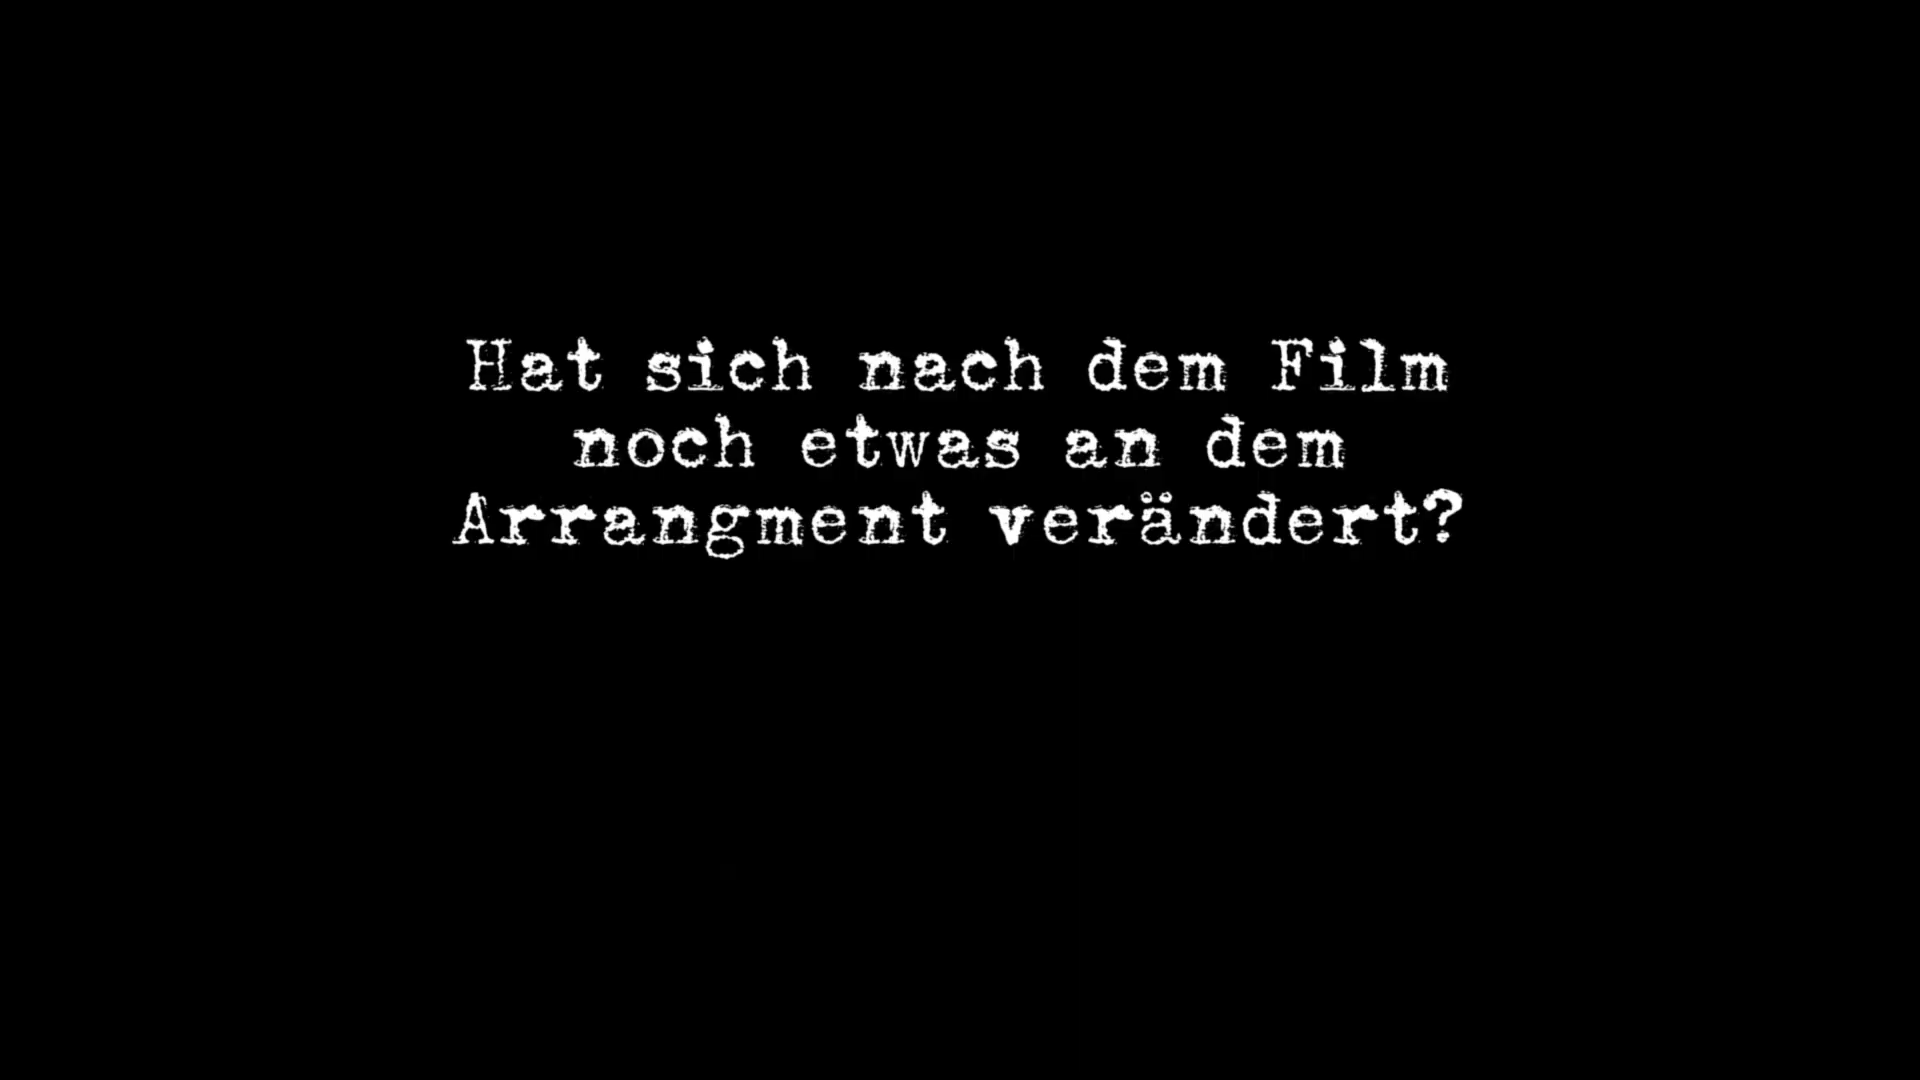 Hat sich nach dem Film
noch etwas an dem
Arrangment verändert?